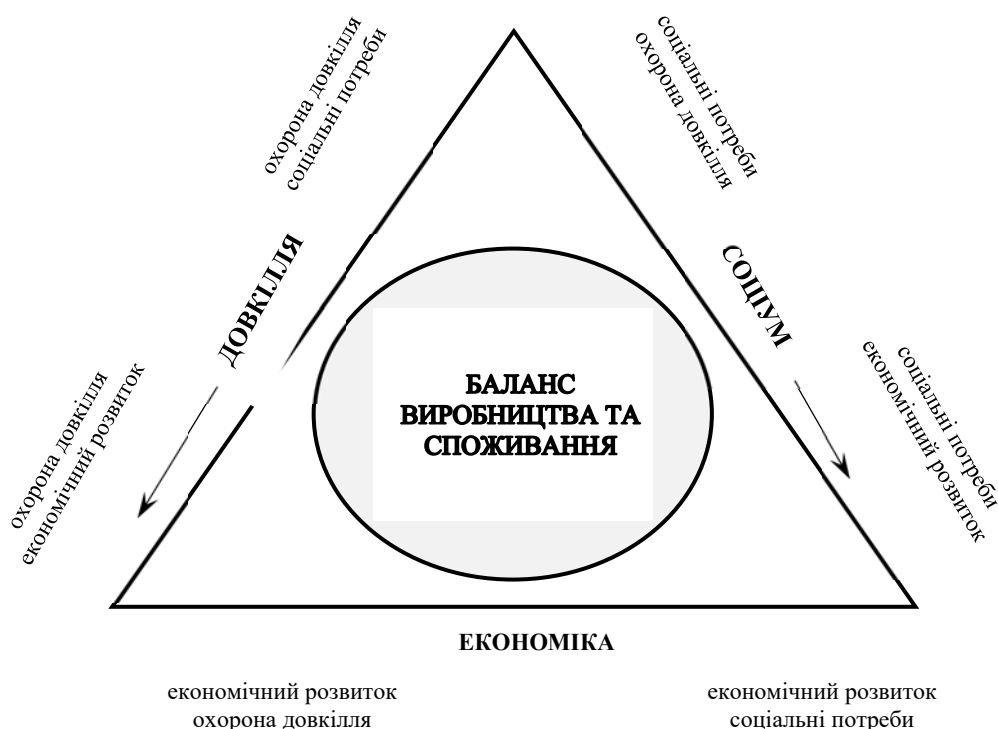 охорона довкілля
соціальні потреби
соціальні потреби
охорона довкілля
ДОВКІЛЛЯ
СОЦІУМ
охорона довкілля
економічний розвиток
соціальні потреби
економічний розвиток
БАЛАНС
ВИРОБНИЦТВА ТА
СПОЖИВАННЯ
ЕКОНОМІКА
економічний розвиток
охорона довкілля
економічний розвиток
соціальні потреби